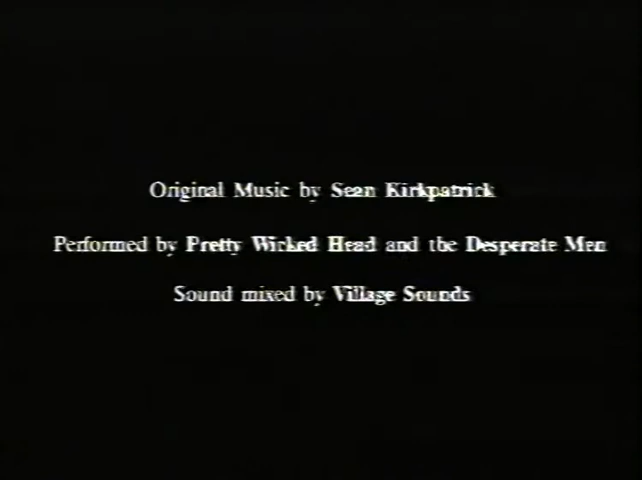 Original Music by Sean Kirkpatrick
Performed by Pretty Wicked Head and the Desperate Men
Sound mixed by Village Sounds